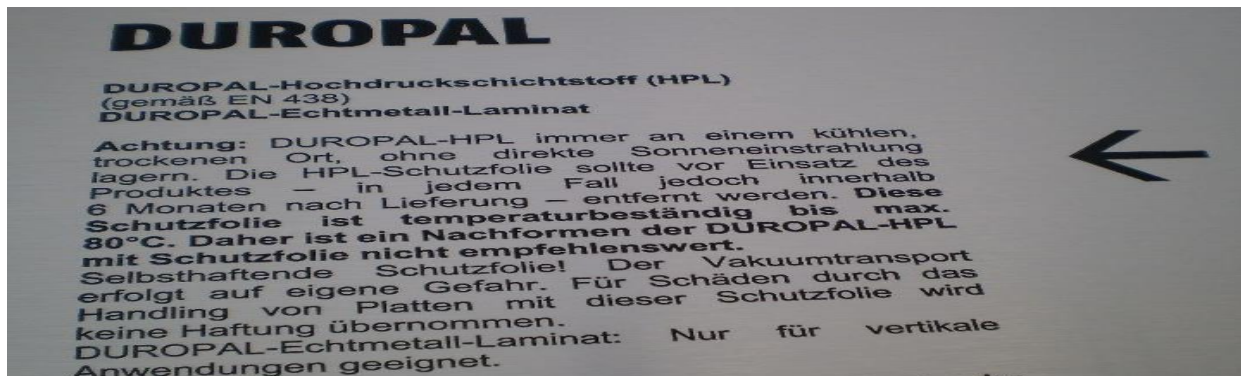 DUROPAL
DUROPAL-Hochdruckschichtstoff (HPL)
(gemäß EN 438)
DUROPAL-Echtmetall-Laminat
Achtung: DUROPAL-HPL immer an einem kühlen,
trockenen Ort, ohne direkte Sonneneinstrahlung
lagern. Die HPL-Schutzfolie sollte vor Einsatz des
Produktes – in jedem Fall jedoch innerhalb
6 Monaten nach Lieferung – entfernt werden. Diese
Schutzfolie ist temperaturbeständig bis max.
80°C. Daher ist ein Nachformen der DUROPAL-HPL
mit Schutzfolie nicht empfehlenswert.
Selbsthaftende Schutzfolie! Der Vakuumtransport
erfolgt auf eigene Gefahr. Für Schäden durch das
Handling von Platten mit dieser Schutzfolie wird
keine Haftung übernommen.
DUROPAL-Echtmetall-Laminat: Nur für vertikale
Anwendungen geeignet.